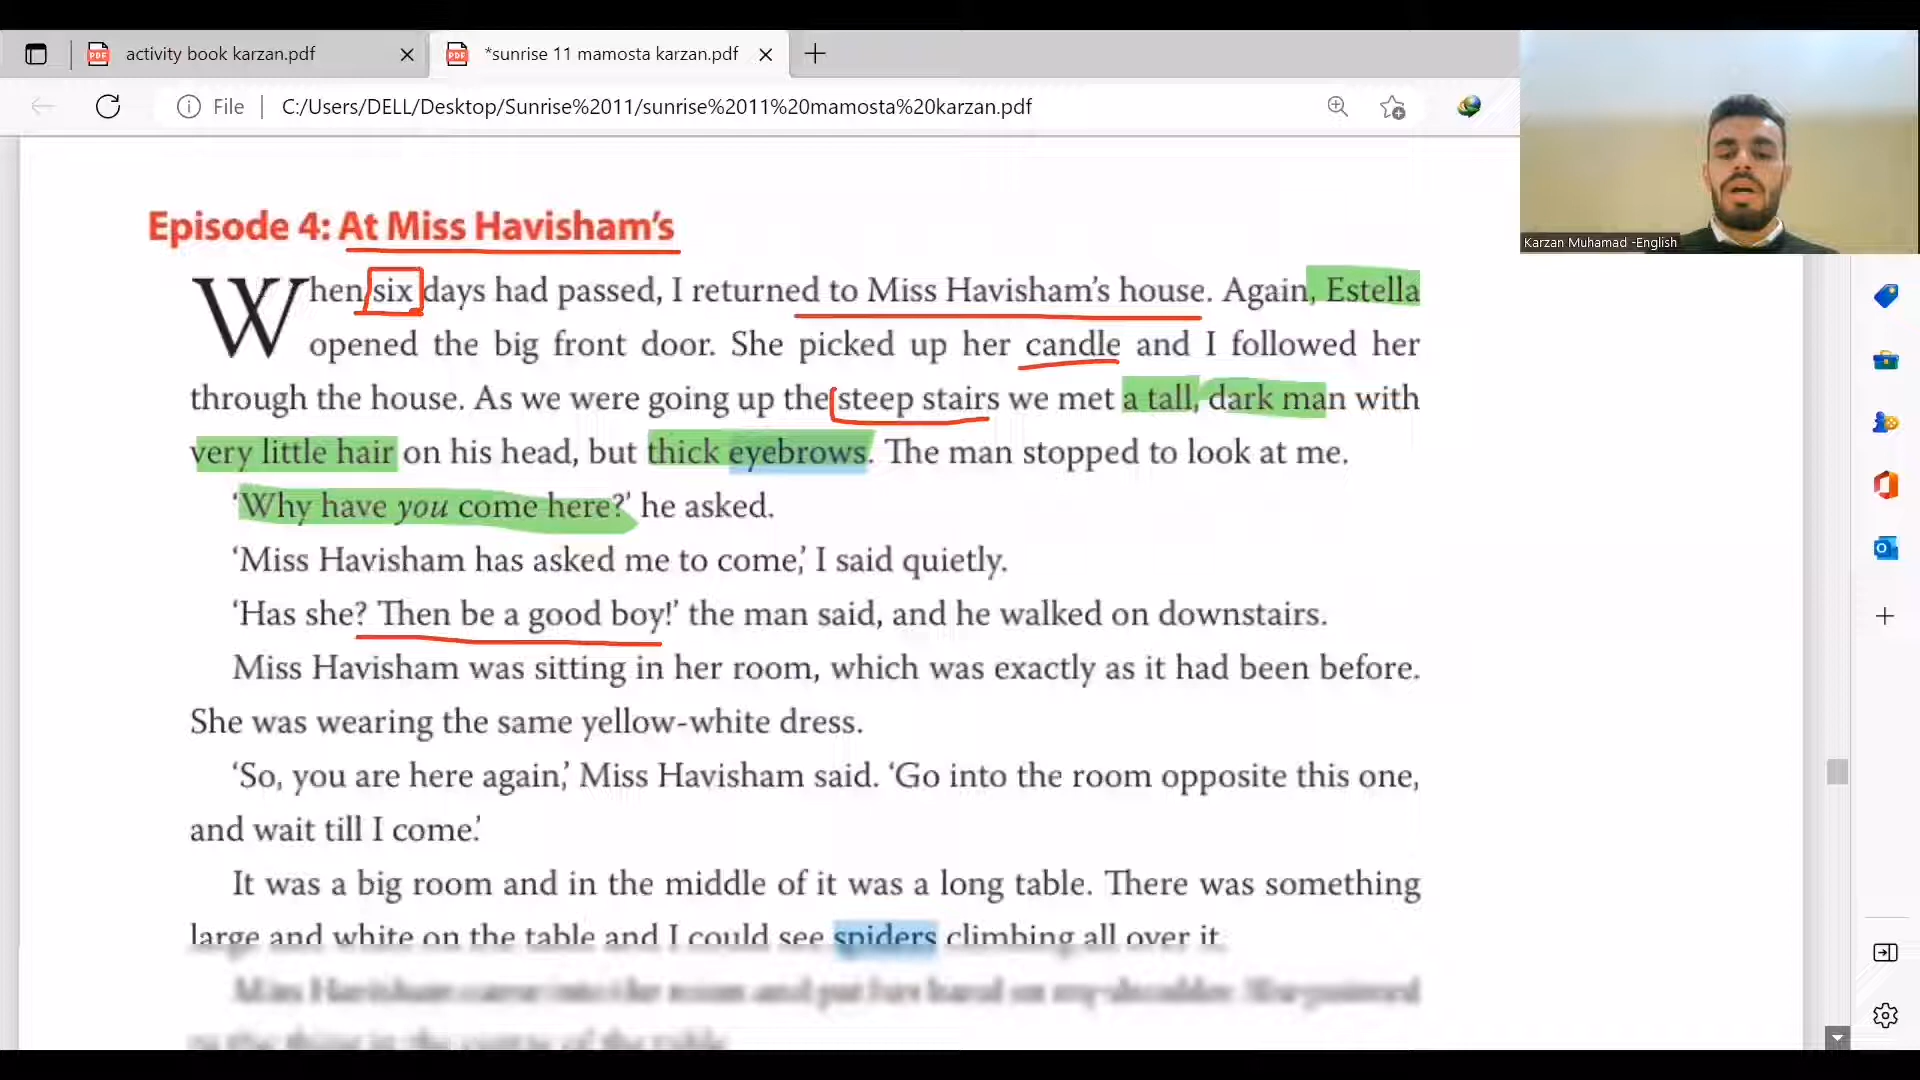 activity book karzan.pdf
*sunrise 11 mamosta karzan.pdf
File
C:/Users/DELL/Desktop/Sunrise%2011/sunrise%2011%20mamosta%20karzan.pdf
Karzan Muhamad -English
Episode 4: At Miss Havisham's
When six days had passed, I returned to Miss Havisham's house. Again, Estella
opened the big front door. She picked up her candle and I followed her
through the house. As we were going up the steep stairs we met a tall, dark man with
very little hair on his head, but thick eyebrows. The man stopped to look at me.
‘Why have you come here?’ he asked.
‘Miss Havisham has asked me to come,’ I said quietly.
‘Has she? Then be a good boy!’ the man said, and he walked on downstairs.
Miss Havisham was sitting in her room, which was exactly as it had been before.
She was wearing the same yellow-white dress.
‘So, you are here again,’ Miss Havisham said. ‘Go into the room opposite this one,
and wait till I come.’
It was a big room and in the middle of it was a long table. There was something
large and white on the table and I could see spiders climbing all over it.